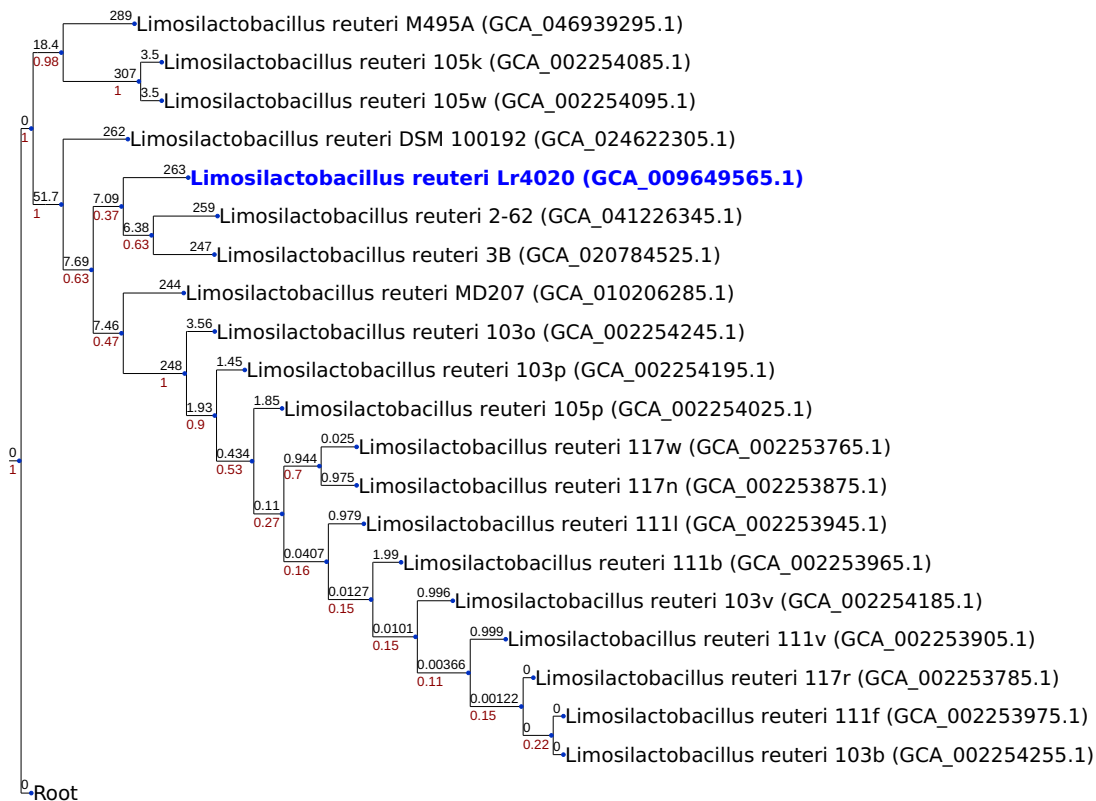 289 Limosilactobacillus reuteri M495A (GCA_046939295.1)
18.4
0.98
3.5 Limosilactobacillus reuteri 105k (GCA_002254085.1)
307
1
3.5 Limosilactobacillus reuteri 105w (GCA_002254095.1)
0
1
262 Limosilactobacillus reuteri DSM 100192 (GCA_024622305.1)
263 Limosilactobacillus reuteri Lr4020 (GCA_009649565.1)
51.7
1
7.09
0.37
259 Limosilactobacillus reuteri 2-62 (GCA_041226345.1)
6.38
0.63
247 Limosilactobacillus reuteri 3B (GCA_020784525.1)
7.69
0.63
244 Limosilactobacillus reuteri MD207 (GCA_010206285.1)
7.46
0.47
3.56 Limosilactobacillus reuteri 103o (GCA_002254245.1)
248
1
1.45 Limosilactobacillus reuteri 103p (GCA_002254195.1)
1.93
0.9
1.85 Limosilactobacillus reuteri 105p (GCA_002254025.1)
0
1
0.434
0.53
0.025 Limosilactobacillus reuteri 117w (GCA_002253765.1)
0.944
0.7
0.975 Limosilactobacillus reuteri 117n (GCA_002253875.1)
0.11
0.27
0.979 Limosilactobacillus reuteri 111l (GCA_002253945.1)
0.0407
0.16
1.99 Limosilactobacillus reuteri 111b (GCA_002253965.1)
0.0127
0.15
0.996 Limosilactobacillus reuteri 103v (GCA_002254185.1)
0.0101
0.15
0.999 Limosilactobacillus reuteri 111v (GCA_002253905.1)
0.00366
0.11
0 Limosilactobacillus reuteri 117r (GCA_002253785.1)
0.00122
0.15
0 Limosilactobacillus reuteri 111f (GCA_002253975.1)
0
0.22
0 Limosilactobacillus reuteri 103b (GCA_002254255.1)
0 Root